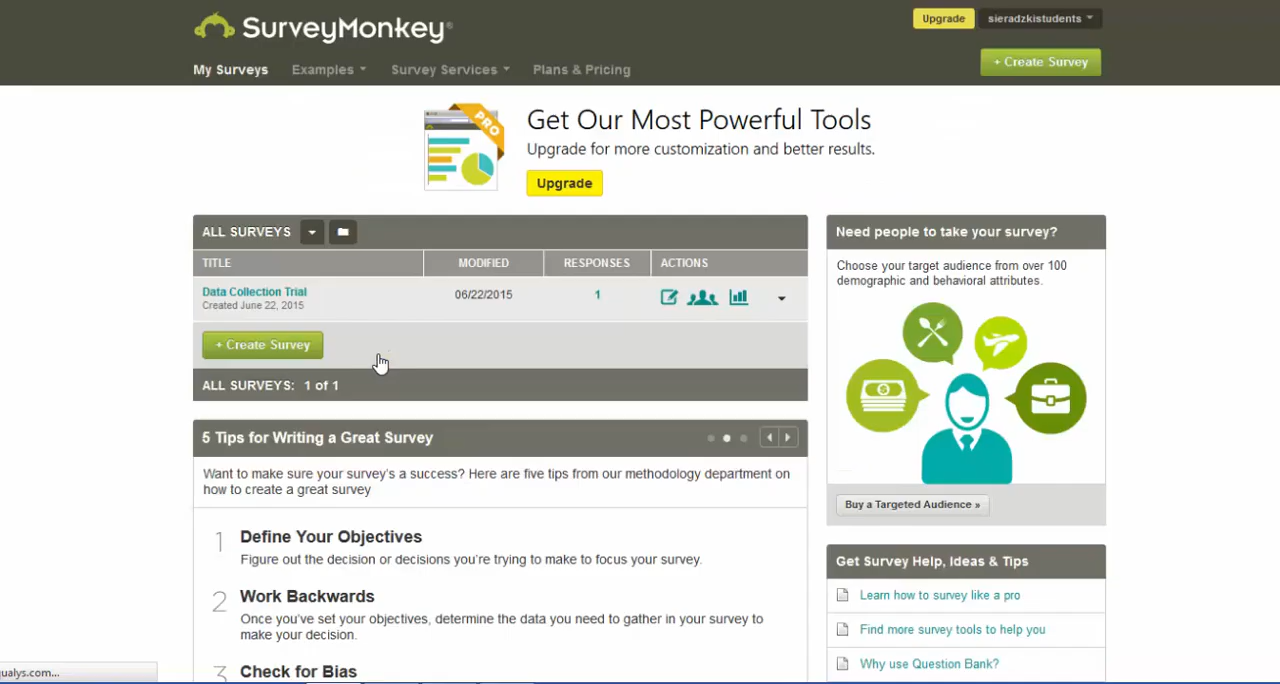 SurveyMonkey®
Upgrade
sieradzkistudents
My Surveys
Examples
Survey Services
Plans & Pricing
+ Create Survey
PRO
Get Our Most Powerful Tools
Upgrade for more customization and better results.
Upgrade
ALL SURVEYS
TITLE
MODIFIED
RESPONSES
ACTIONS
Data Collection Trial
Created June 22, 2015
06/22/2015
1
+ Create Survey
ALL SURVEYS: 1 of 1
Need people to take your survey?
Choose your target audience from over 100
demographic and behavioral attributes.
Buy a Targeted Audience »
5 Tips for Writing a Great Survey
Want to make sure your survey's a success? Here are five tips from our methodology department on
how to create a great survey
1 Define Your Objectives
Figure out the decision or decisions you're trying to make to focus your survey.
2 Work Backwards
Once you've set your objectives, determine the data you need to gather in your survey to
make your decision.
3 Check for Bias
Get Survey Help, Ideas & Tips
Learn how to survey like a pro
Find more survey tools to help you
Why use Question Bank?
qualys.com...